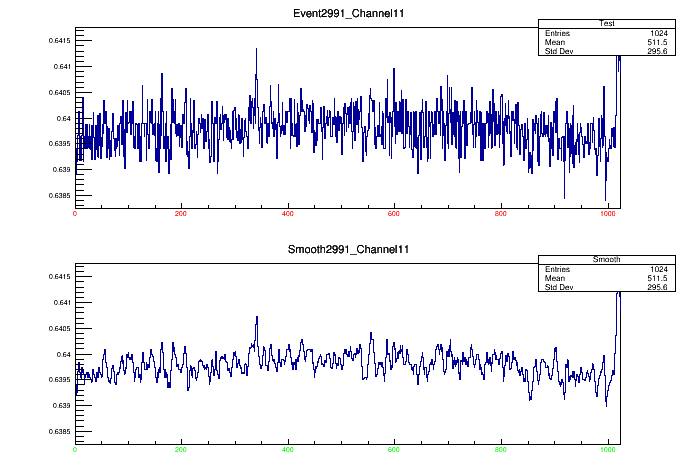 Event2991_Channel11
Test
Entries 1024
Mean 511.5
Std Dev 295.6
0.6415
0.641
0.6405
0.64
0.6395
0.639
0.6385
0 200 400 600 800 1000
Smooth2991_Channel11
Smooth
Entries 1024
Mean 511.5
Std Dev 295.6
0.6415
0.641
0.6405
0.64
0.6395
0.639
0.6385
0 200 400 600 800 1000